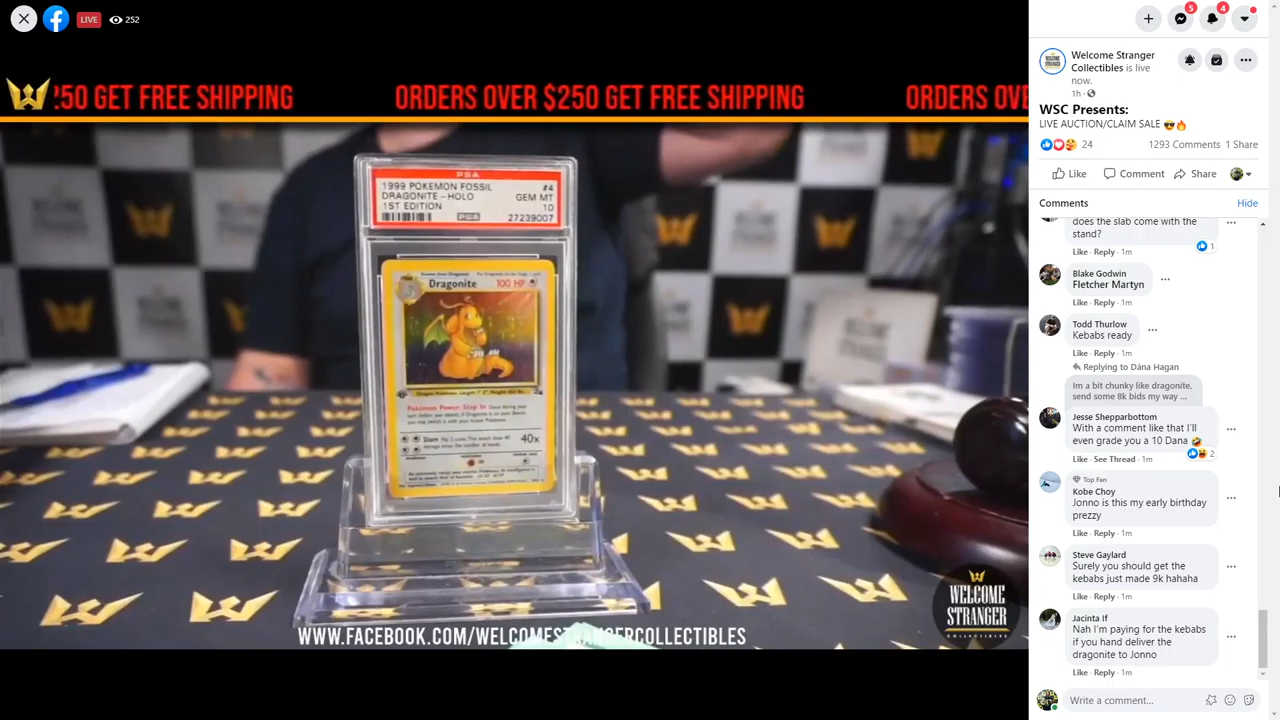 LIVE
252
.50 GET FREE SHIPPING
ORDERS OVER $250 GET FREE SHIPPING
ORDERS OVE
PSA
1999 POKEMON FOSSIL #4
DRAGONITE - HOLO GEM MT
1ST EDITION 10
PSA 27239007
Dragonite 100 HP
Pokémon Power: Step In
Slam 40x
WELCOME
STRANGER
COLLECTIBLES
WWW.FACEBOOK.COM/WELCOMESTRANGERCOLLECTIBLES
5
4
Welcome Stranger
Collectibles is live
now.
1h ·
WSC Presents:
LIVE AUCTION/CLAIM SALE 😎🔥
24
1293 Comments 1 Share
Like Comment Share
Comments Hide
does the slab come with the
stand?
1
Like · Reply · 1m
Blake Godwin
Fletcher Martyn
Like · Reply · 1m
Todd Thurlow
Kebabs ready
Like · Reply · 1m
Replying to Dana Hagan
Im a bit chunky like dragonite,
send some 8k bids my way ...
Jesse Shepparbottom
With a comment like that I'll
even grade you a 10 Dana
2
Like · See Thread · 1m
Top Fan
Kobe Choy
Jonno is this my early birthday
prezzy
Like · Reply · 1m
Steve Gaylard
Surely you should get the
kebabs just made 9k hahaha
Like · Reply · 1m
Jacinta If
Nah I'm paying for the kebabs
if you hand deliver the
dragonite to Jonno
Like · Reply · 1m
Write a comment...